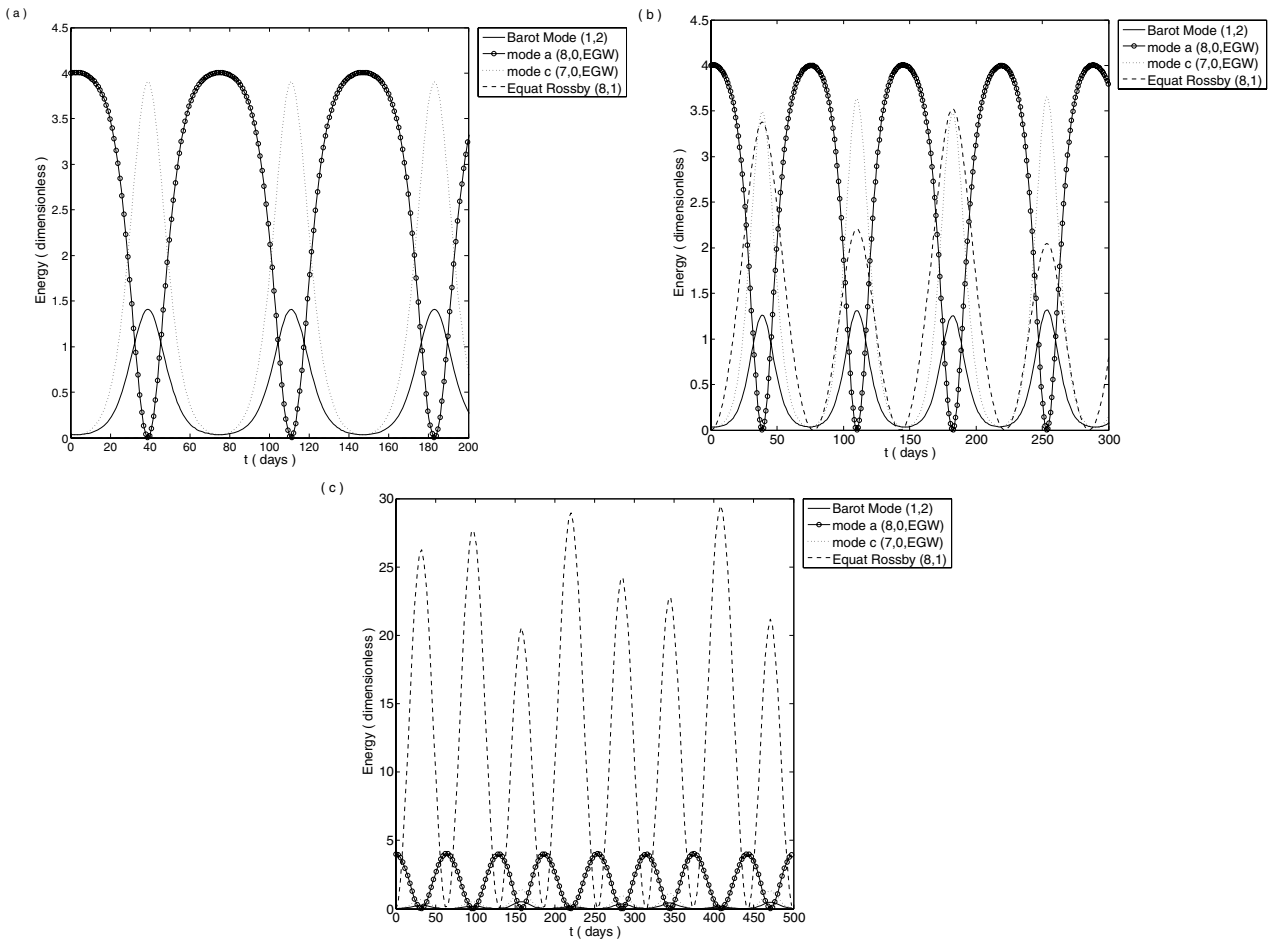 ( a )
4.5
4
3.5
3
2.5
2
1.5
1
0.5
0
Energy ( dimensionless )
0 20 40 60 80 100 120 140 160 180 200
t ( days )
Barot Mode (1,2)
mode a (8,0,EGW)
mode c (7,0,EGW)
Equat Rossby (8,1)
( b )
4.5
4
3.5
3
2.5
2
1.5
1
0.5
0
Energy ( dimensionless )
0 50 100 150 200 250 300
t ( days )
Barot Mode (1,2)
mode a (8,0,EGW)
mode c (7,0,EGW)
Equat Rossby (8,1)
( c )
30
25
20
15
10
5
0
Energy ( dimensionless )
0 50 100 150 200 250 300 350 400 450 500
t ( days )
Barot Mode (1,2)
mode a (8,0,EGW)
mode c (7,0,EGW)
Equat Rossby (8,1)